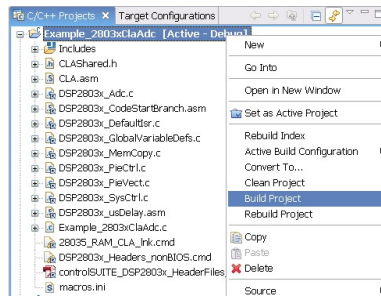 C/C++ Projects
Target Configurations
Example_2803xClaAdc [Active - Debug]
Includes
CLAShared.h
CLA.asm
DSP2803x_Adc.c
DSP2803x_CodeStartBranch.asm
DSP2803x_DefaultIsr.c
DSP2803x_GlobalVariableDefs.c
DSP2803x_MemCopy.c
DSP2803x_PieCtrl.c
DSP2803x_PieVect.c
DSP2803x_SysCtrl.c
DSP2803x_usDelay.asm
Example_2803xClaAdc.c
28035_RAM_CLA_lnk.cmd
DSP2803x_Headers_nonBIOS.cmd
controlSUITE_DSP2803x_HeaderFiles_
macros.ini
New
Go Into
Open in New Window
Set as Active Project
Rebuild Index
Active Build Configuration
Convert To...
Clean Project
Build Project
Rebuild Project
Copy
Paste
Delete
Source